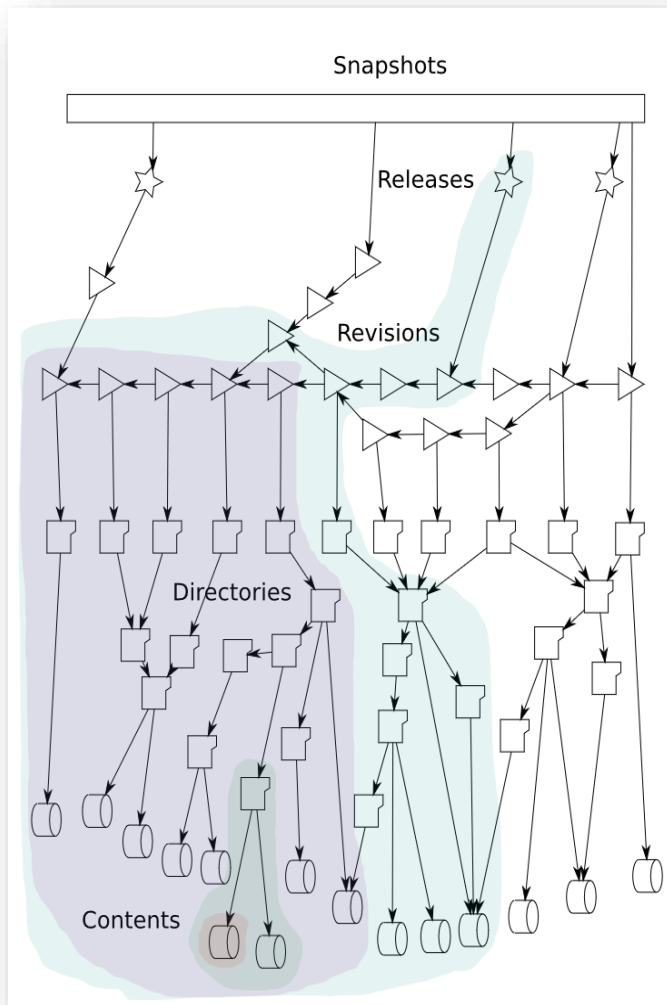 Snapshots
Releases
Revisions
Directories
Contents